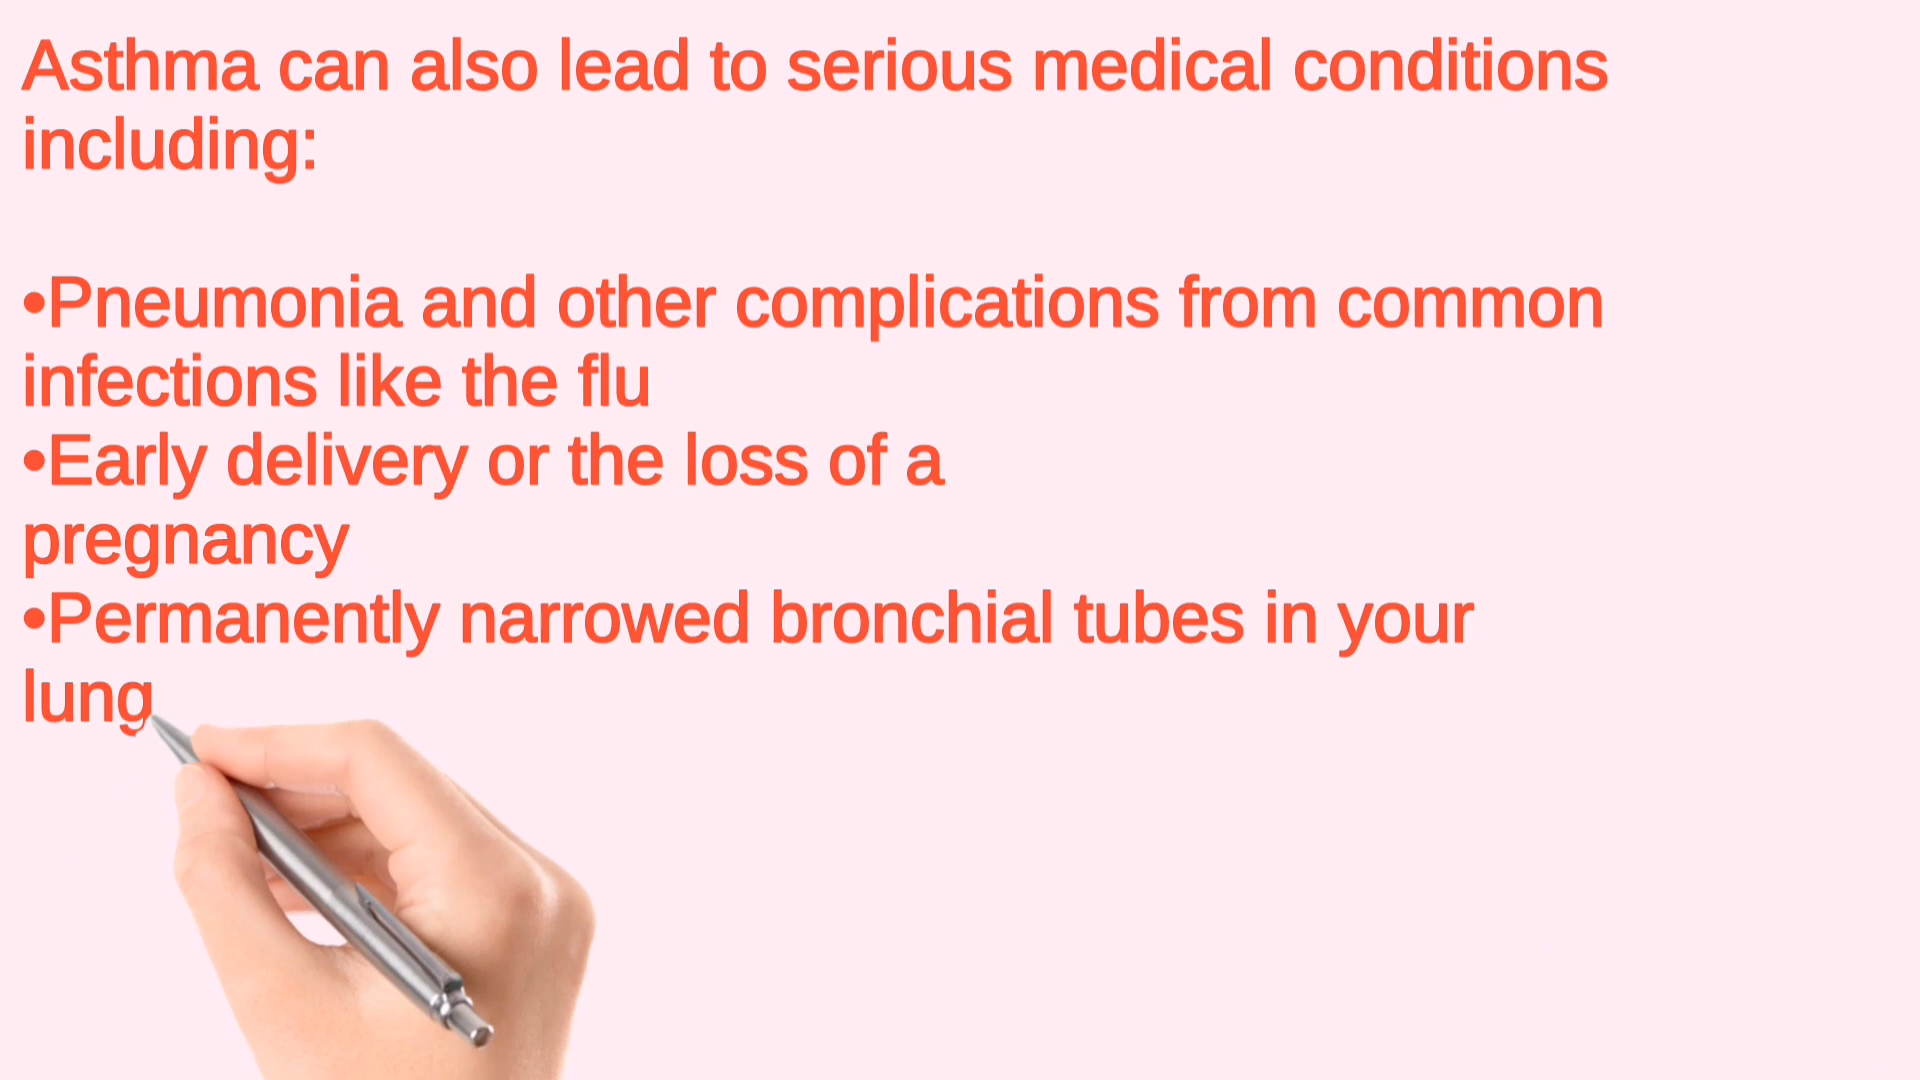 Asthma can also lead to serious medical conditions
including:
•Pneumonia and other complications from common
infections like the flu
•Early delivery or the loss of a
pregnancy
•Permanently narrowed bronchial tubes in your
lung